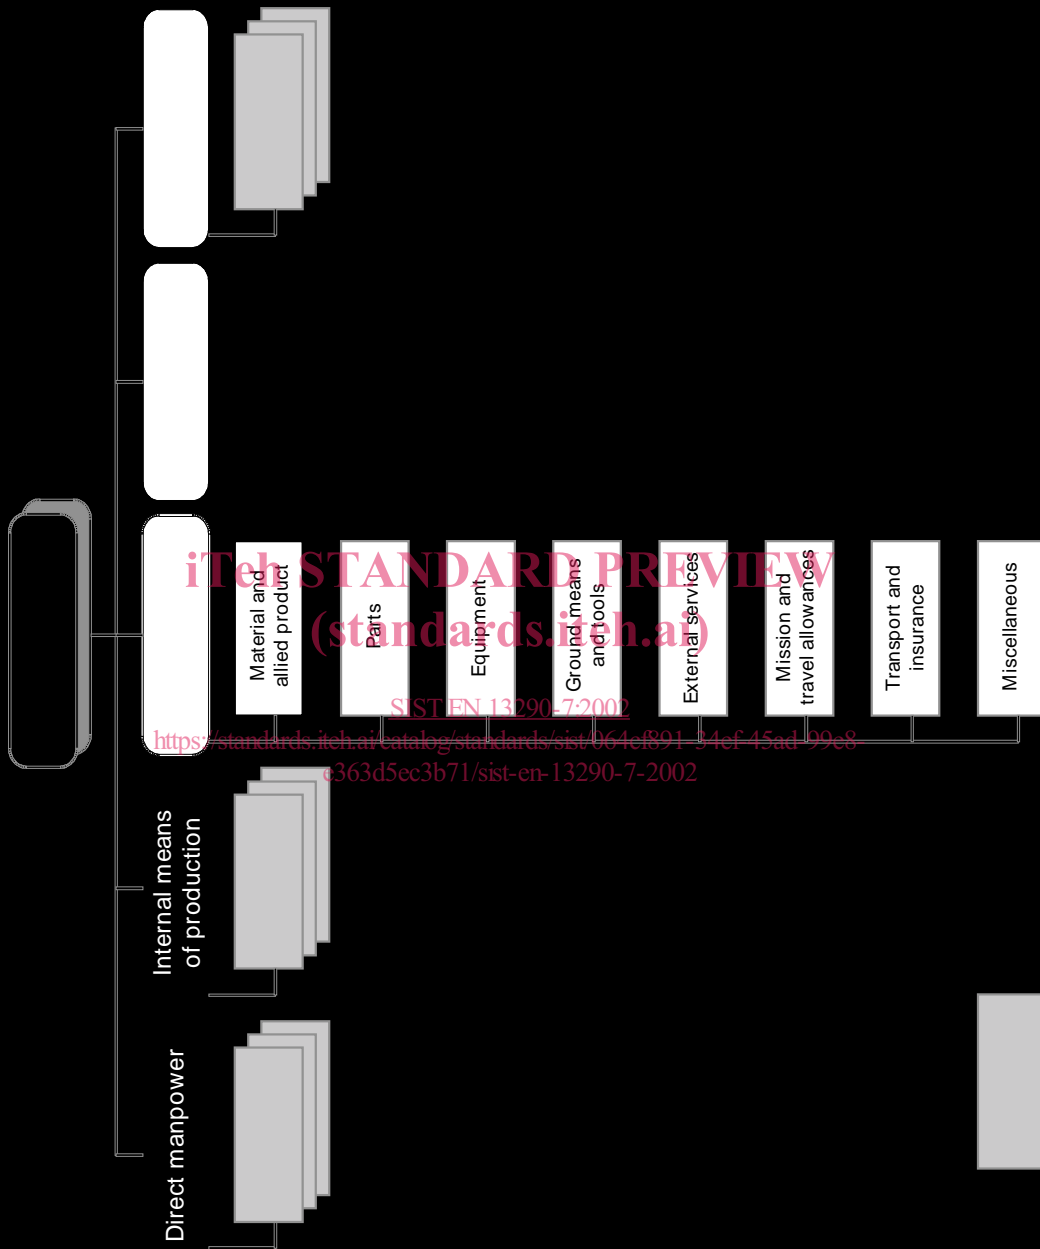 Material and
allied product
Parts
Equipment
Ground means
and tools
External services
Mission and
travel allowances
Transport and
insurance
Miscellaneous
Internal means
of production
Direct manpower
iTeh STANDARD PREVIEW
(standards.iteh.ai)
SIST EN 13290-7:2002
https://standards.iteh.ai/catalog/standards/sist/064ef891-34ef-45ad-99e8-
e363d5ec3b71/sist-en-13290-7-2002